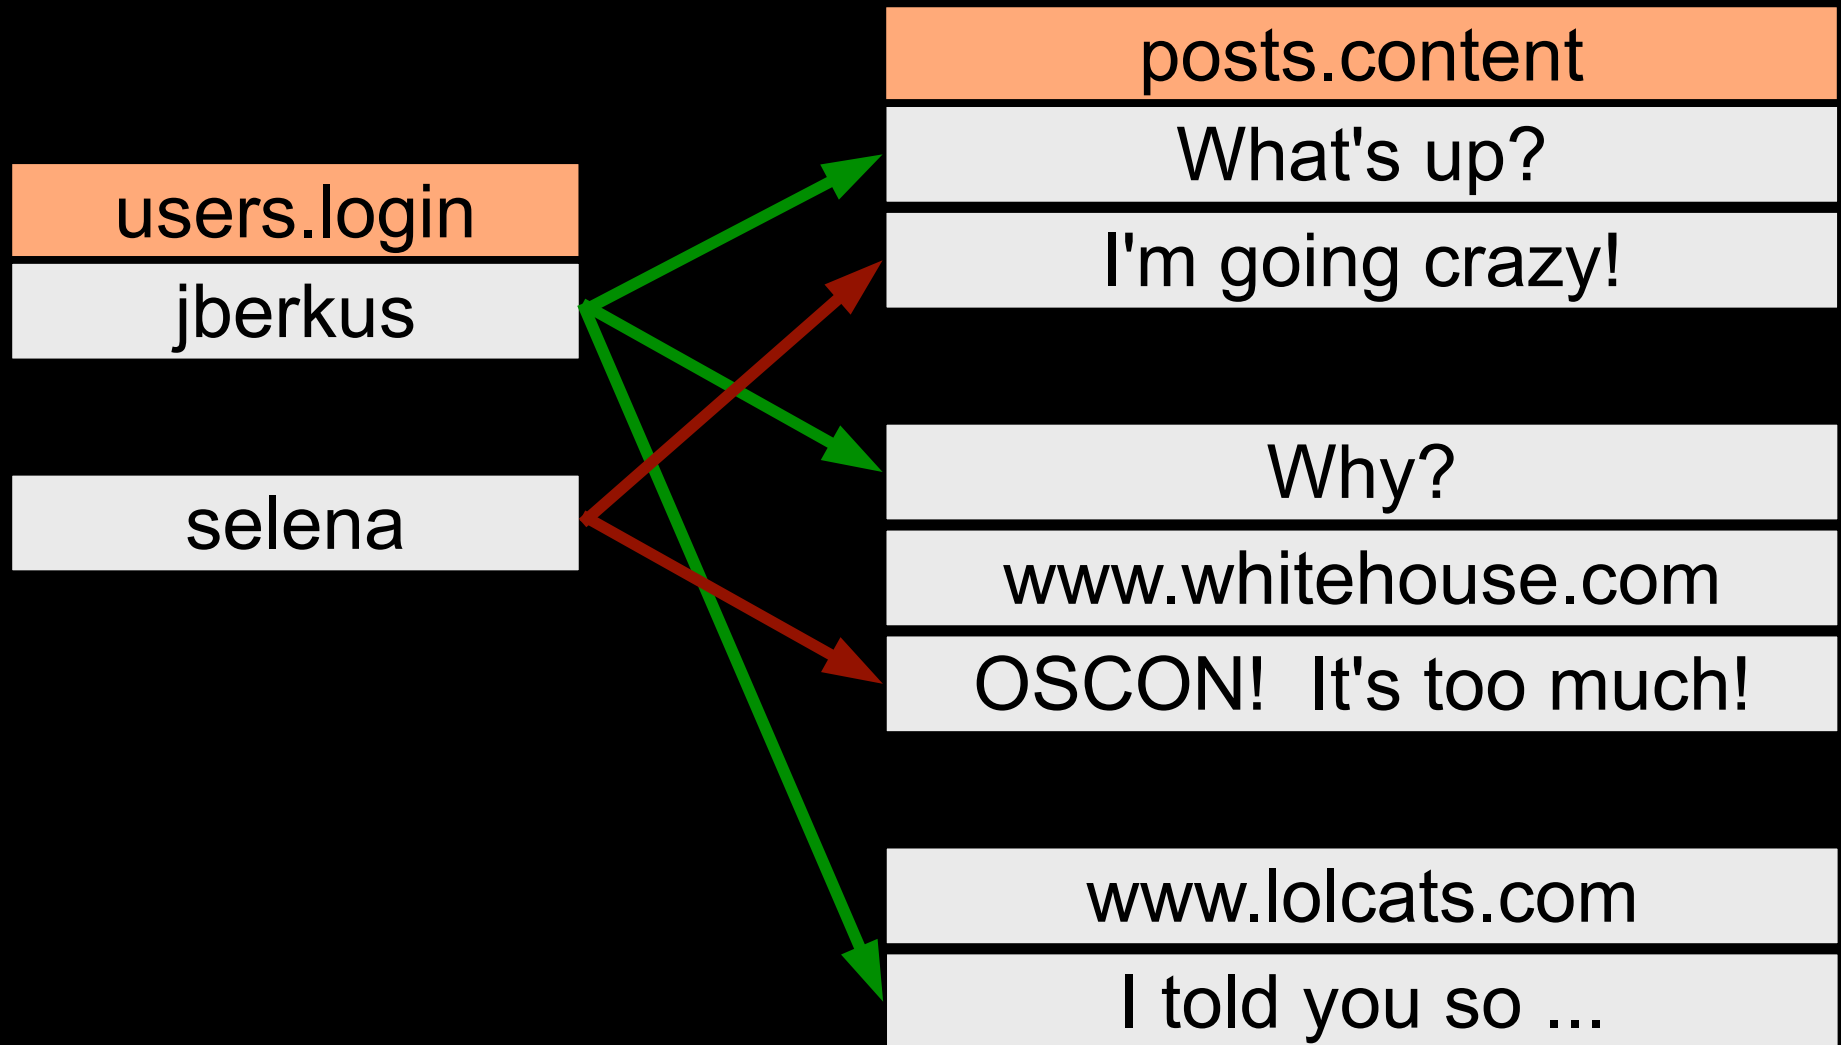 users.login
jberkus
selena
posts.content
What's up?
I'm going crazy!
Why?
www.whitehouse.com
OSCON!  It's too much!
www.lolcats.com
I told you so ...